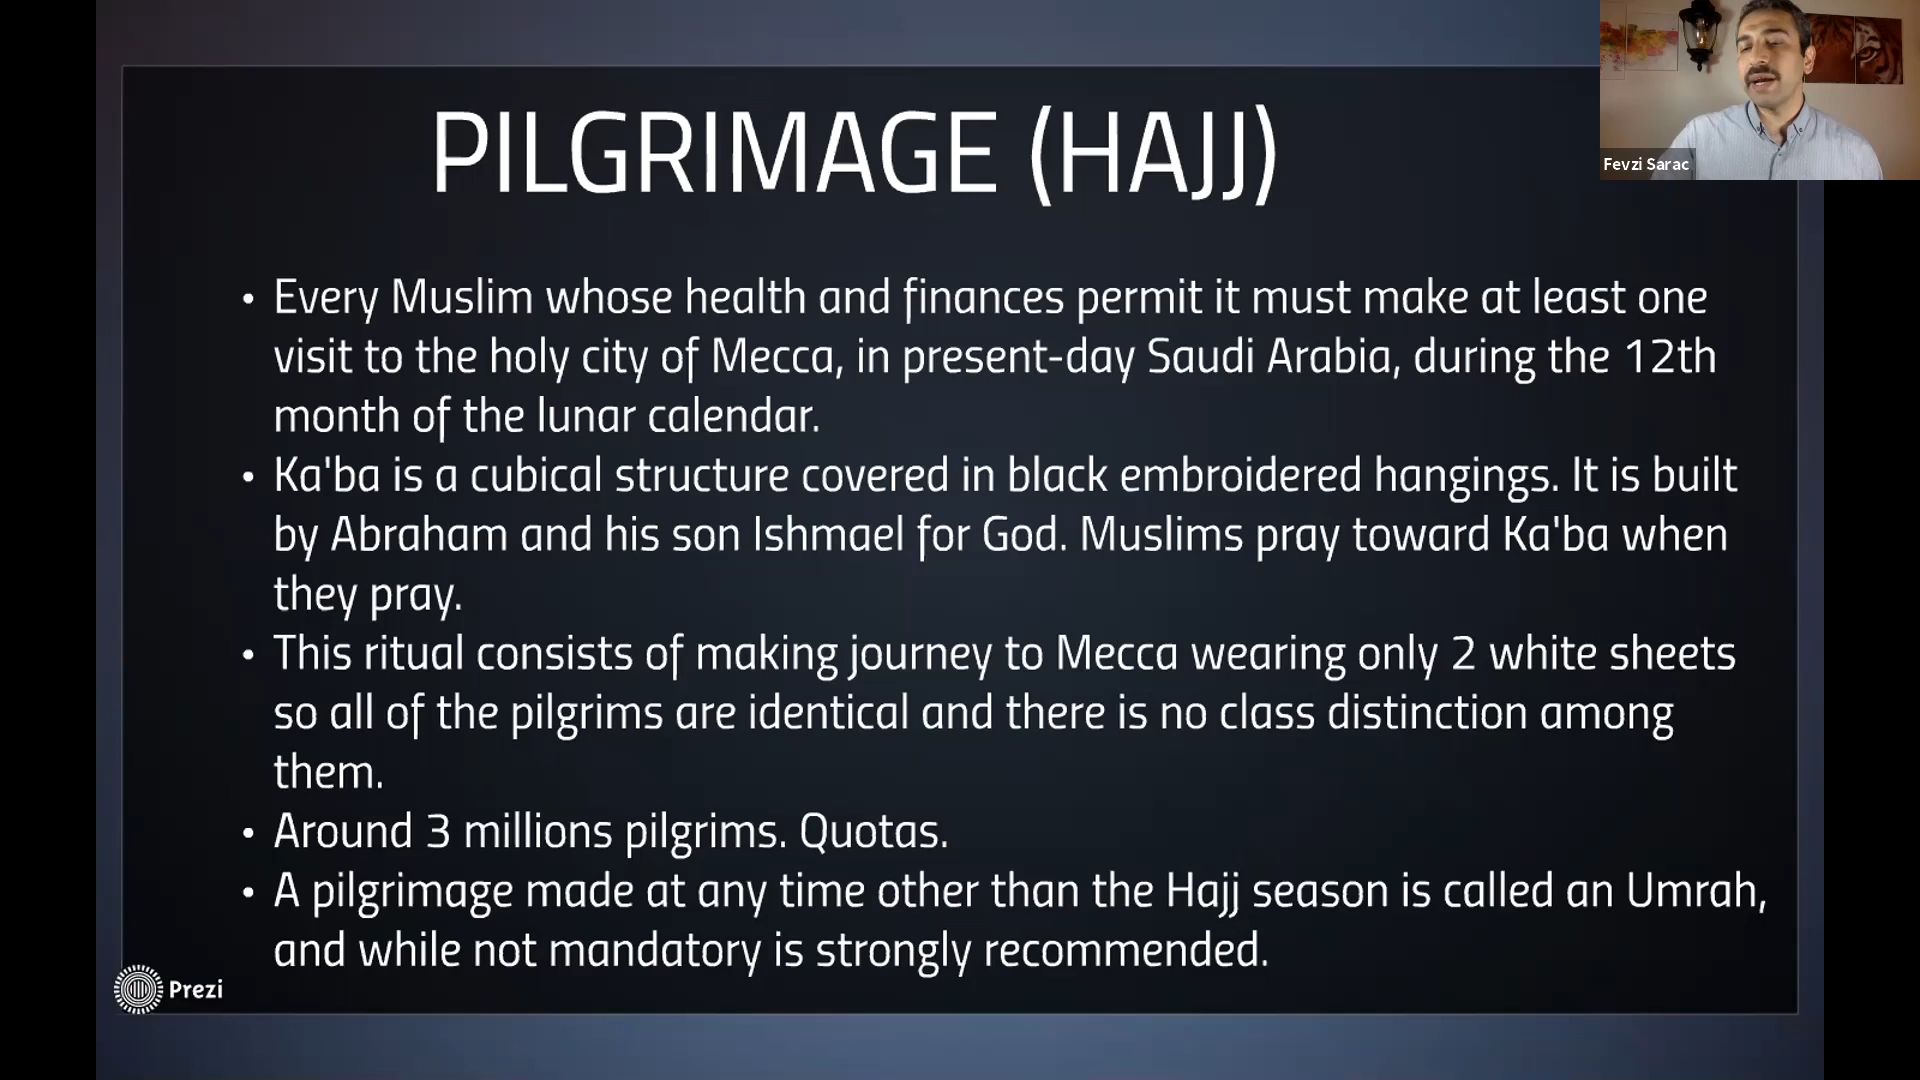 PILGRIMAGE (HAJJ)
Fevzi Sarac
• Every Muslim whose health and finances permit it must make at least one
visit to the holy city of Mecca, in present-day Saudi Arabia, during the 12th
month of the lunar calendar.
• Ka'ba is a cubical structure covered in black embroidered hangings. It is built
by Abraham and his son Ishmael for God. Muslims pray toward Ka'ba when
they pray.
• This ritual consists of making journey to Mecca wearing only 2 white sheets
so all of the pilgrims are identical and there is no class distinction among
them.
• Around 3 millions pilgrims. Quotas.
• A pilgrimage made at any time other than the Hajj season is called an Umrah,
and while not mandatory is strongly recommended.
Prezi